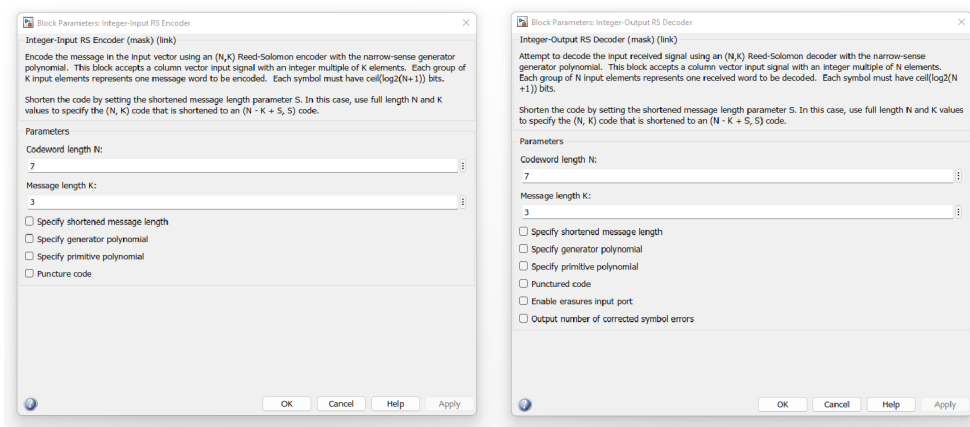 Block Parameters: Integer-Input RS Encoder
Integer-Input RS Encoder (mask) (link)
Encode the message in the input vector using an (N,K) Reed-Solomon encoder with the narrow-sense generator
polynomial. This block accepts a column vector input signal with an integer multiple of K elements. Each group of
K input elements represents one message word to be encoded. Each symbol must have ceil(log2(N+1)) bits.
Shorten the code by setting the shortened message length parameter S. In this case, use full length N and K
values to specify the (N, K) code that is shortened to an (N - K + S, S) code.
Parameters
Codeword length N:
7
Message length K:
3
Specify shortened message length
Specify generator polynomial
Specify primitive polynomial
Puncture code
OK Cancel Help Apply
Block Parameters: Integer-Output RS Decoder
Integer-Output RS Decoder (mask) (link)
Attempt to decode the input received signal using an (N,K) Reed-Solomon decoder with the narrow-sense
generator polynomial. This block accepts a column vector input signal with an integer multiple of N elements.
Each group of N input elements represents one received word to be decoded. Each symbol must have ceil(log2(N
+1)) bits.
Shorten the code by setting the shortened message length parameter S. In this case, use full length N and K values
to specify the (N, K) code that is shortened to an (N - K + S, S) code.
Parameters
Codeword length N:
7
Message length K:
3
Specify shortened message length
Specify generator polynomial
Specify primitive polynomial
Punctured code
Enable erasures input port
Output number of corrected symbol errors
OK Cancel Help Apply